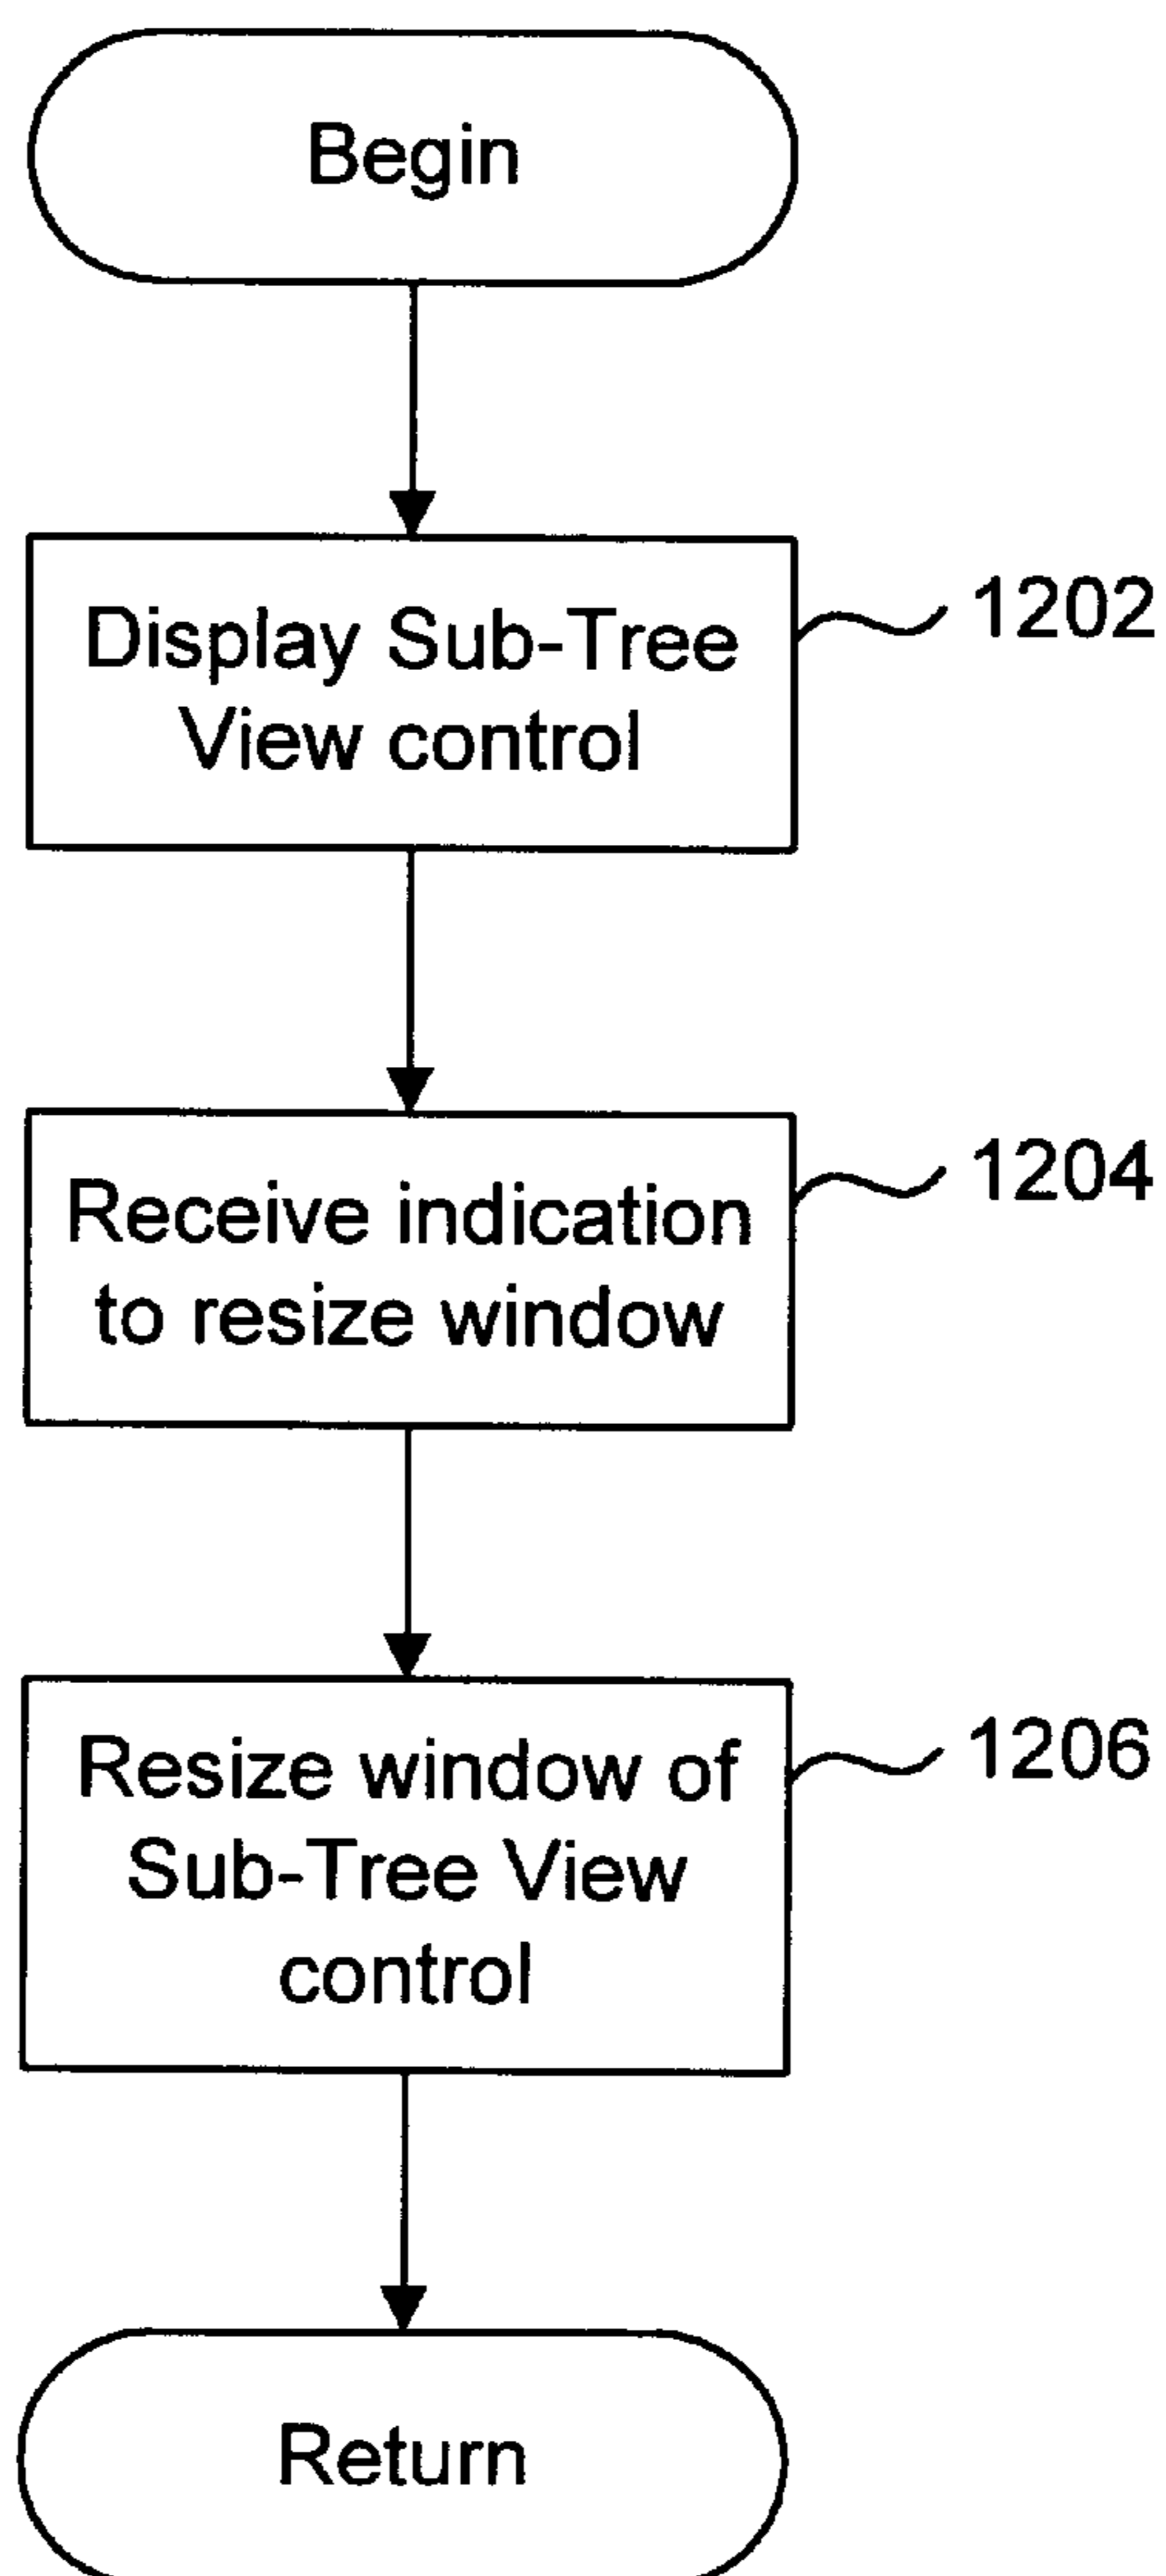 Begin
Display Sub-Tree
View control
1202
Receive indication
to resize window
1204
Resize window of
Sub-Tree View
control
1206
Return